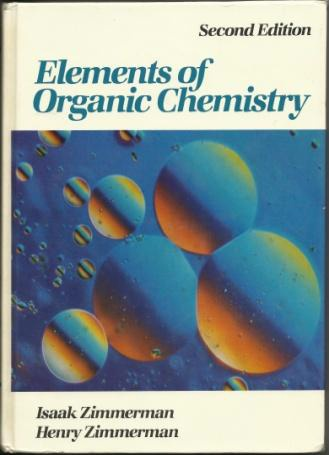 Second Edition
Elements of
Organic Chemistry
Isaak Zimmerman
Henry Zimmerman